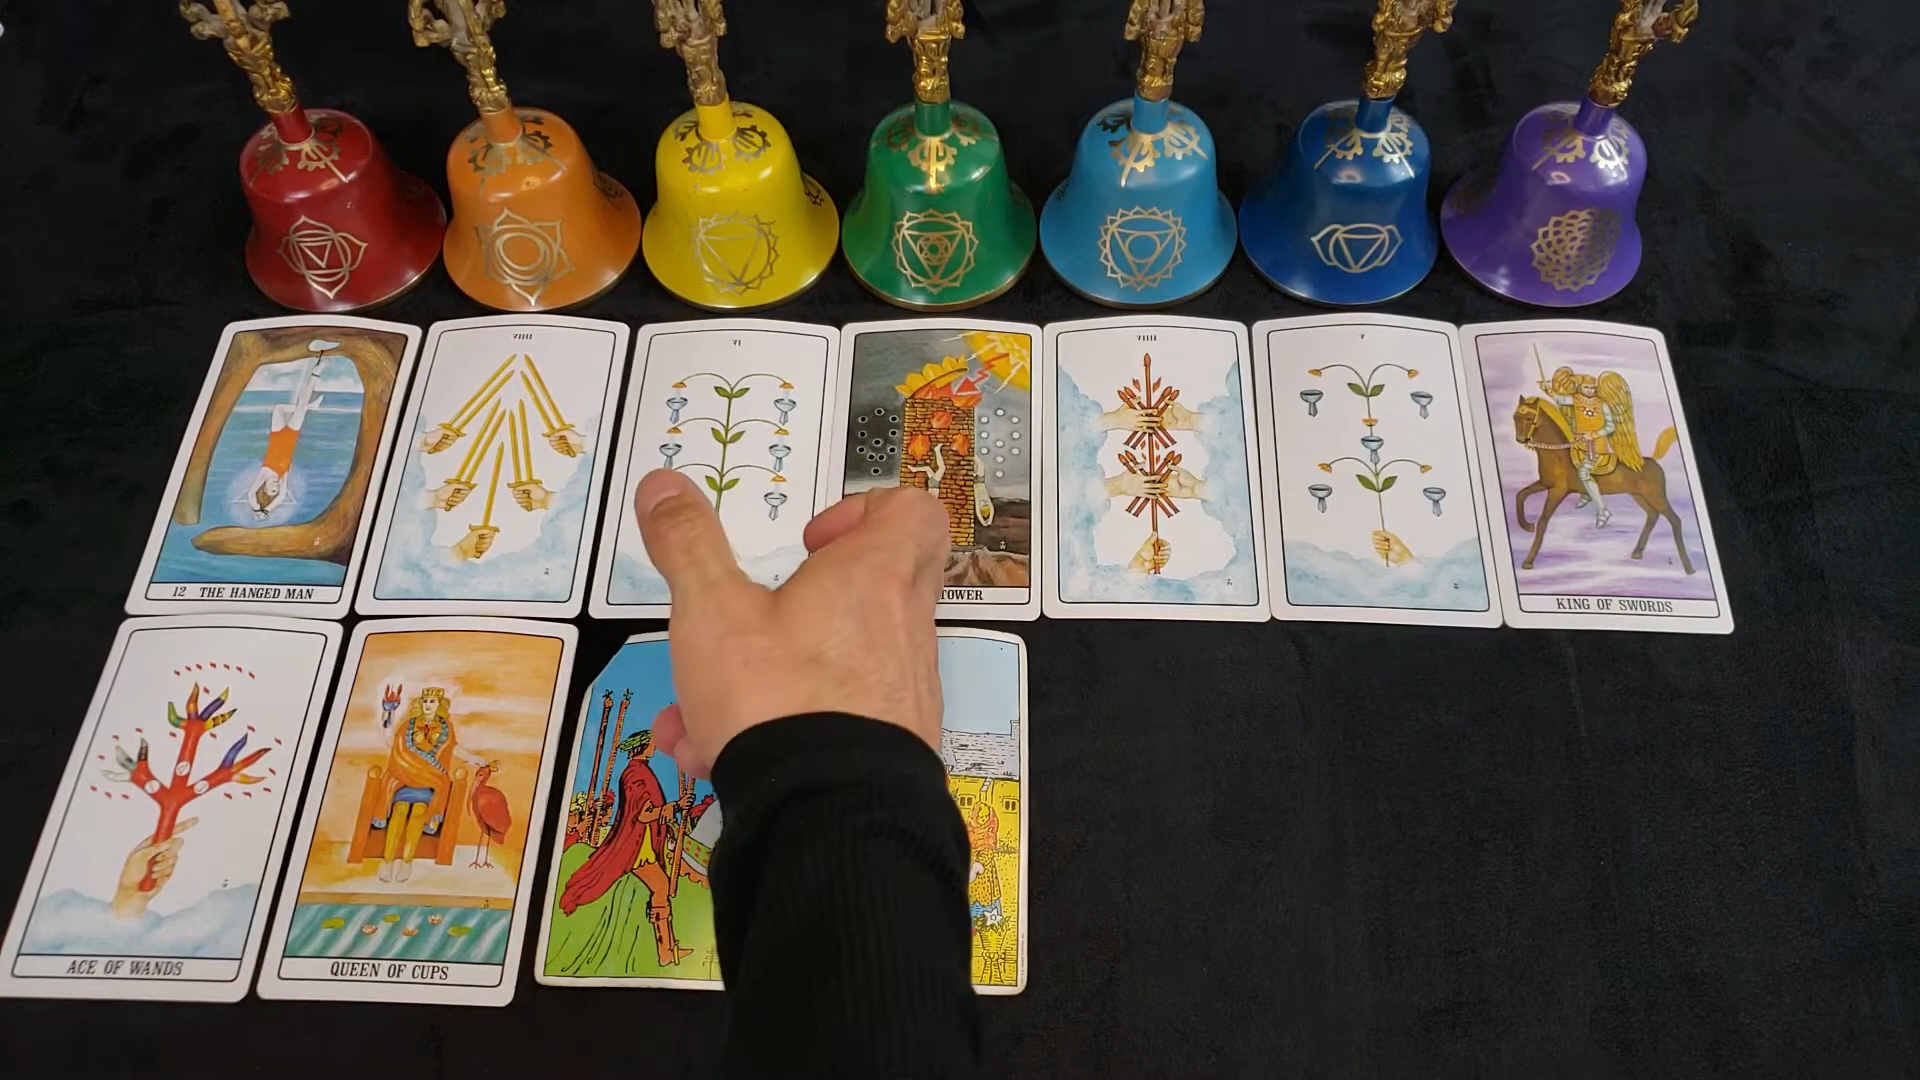 VIIII
VI
VIIII
V
12 THE HANGED MAN
TOWER
KING OF SWORDS
ACE OF WANDS
QUEEN OF CUPS